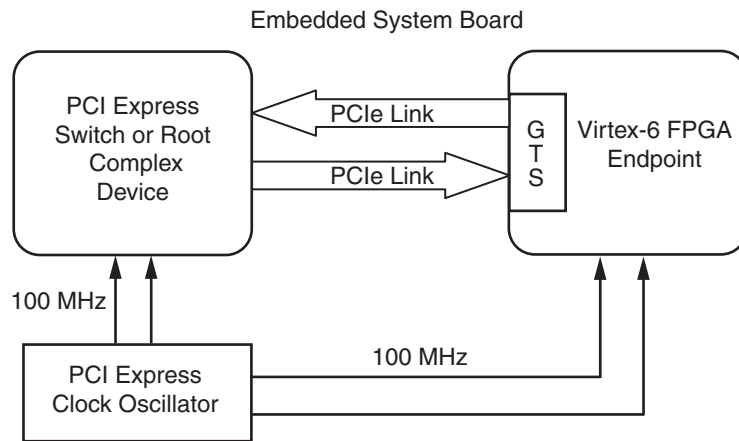 Embedded System Board
PCI Express
Switch or Root
Complex
Device
PCIe Link
PCIe Link
G
T
S
Virtex-6 FPGA
Endpoint
100 MHz
PCI Express
Clock Oscillator
100 MHz